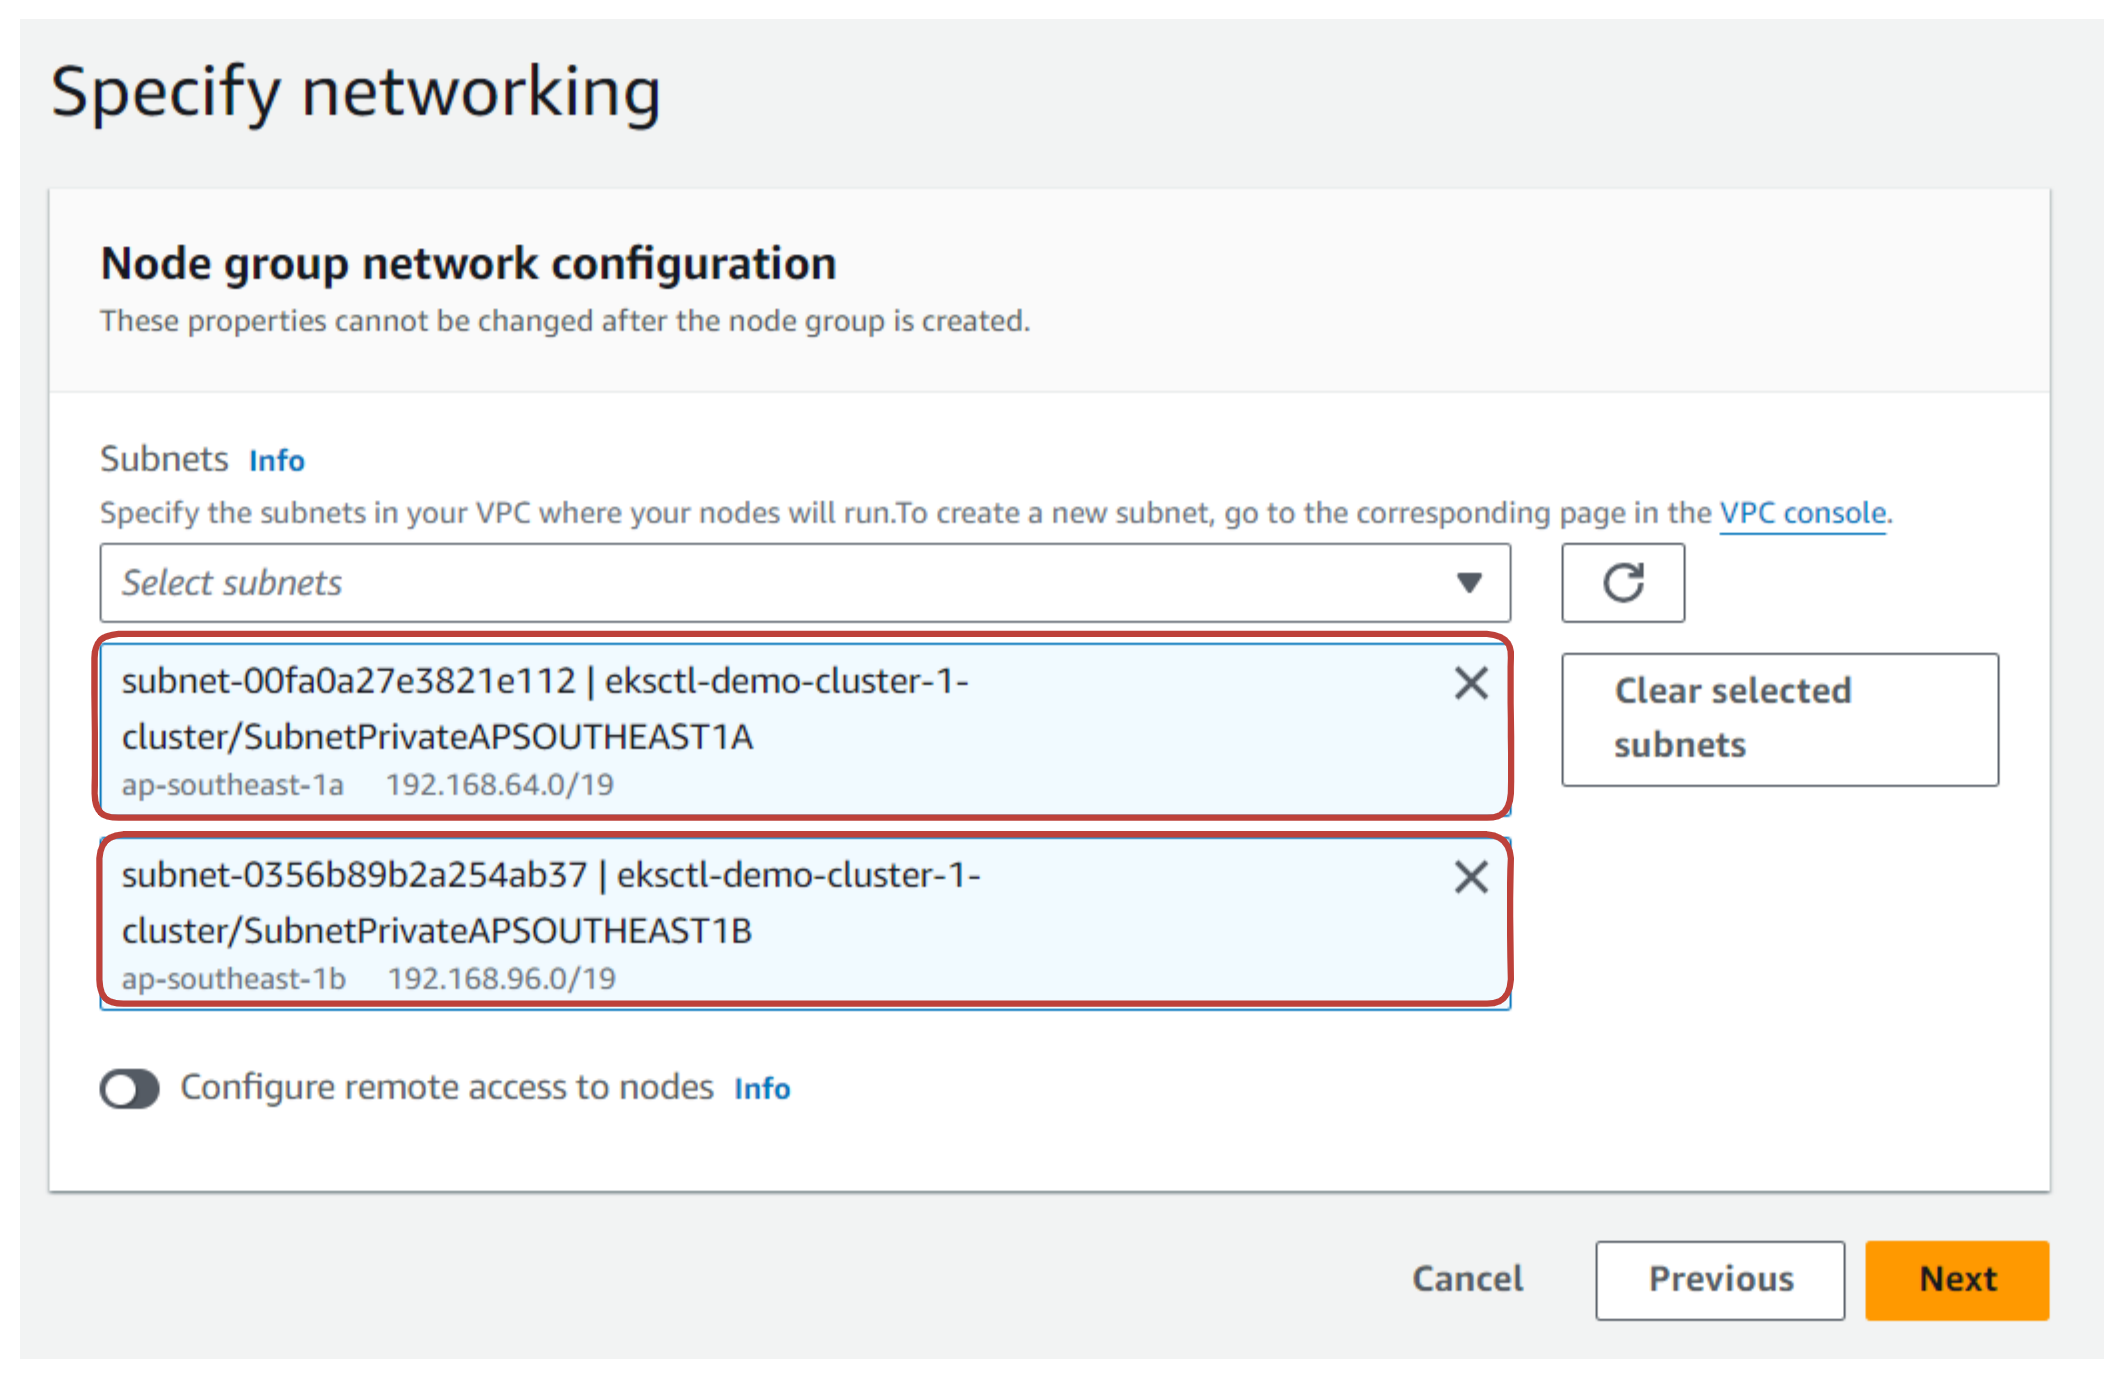 Specify networking
Node group network configuration
These properties cannot be changed after the node group is created.
Subnets Info
Specify the subnets in your VPC where your nodes will run.To create a new subnet, go to the corresponding page in the VPC console.
Select subnets
subnet-00fa0a27e3821e112 | eksctl-demo-cluster-1-
cluster/SubnetPrivateAPSOUTHEAST1A
ap-southeast-1a 192.168.64.0/19
Clear selected
subnets
subnet-0356b89b2a254ab37 | eksctl-demo-cluster-1-
cluster/SubnetPrivateAPSOUTHEAST1B
ap-southeast-1b 192.168.96.0/19
Configure remote access to nodes Info
Cancel
Previous
Next